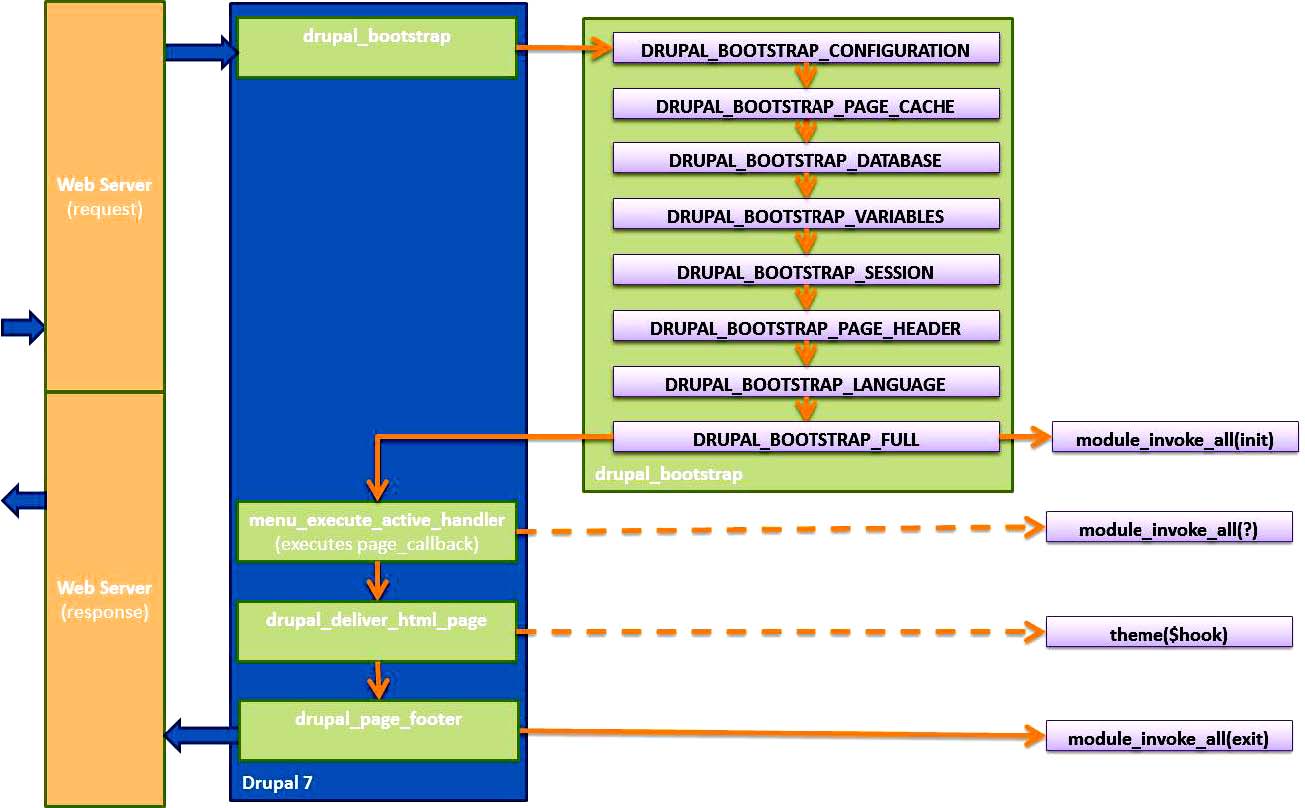 drupal_bootstrap
DRUPAL_BOOTSTRAP_CONFIGURATION
DRUPAL_BOOTSTRAP_PAGE_CACHE
DRUPAL_BOOTSTRAP_DATABASE
Web Server
(request)
DRUPAL_BOOTSTRAP_VARIABLES
DRUPAL_BOOTSTRAP_SESSION
DRUPAL_BOOTSTRAP_PAGE_HEADER
DRUPAL_BOOTSTRAP_LANGUAGE
DRUPAL_BOOTSTRAP_FULL
module_invoke_all(init)
drupal_bootstrap
menu_execute_active_handler
(executes page_callback)
module_invoke_all(?)
Web Server
(response)
drupal_deliver_html_page
theme($hook)
drupal_page_footer
module_invoke_all(exit)
Drupal 7